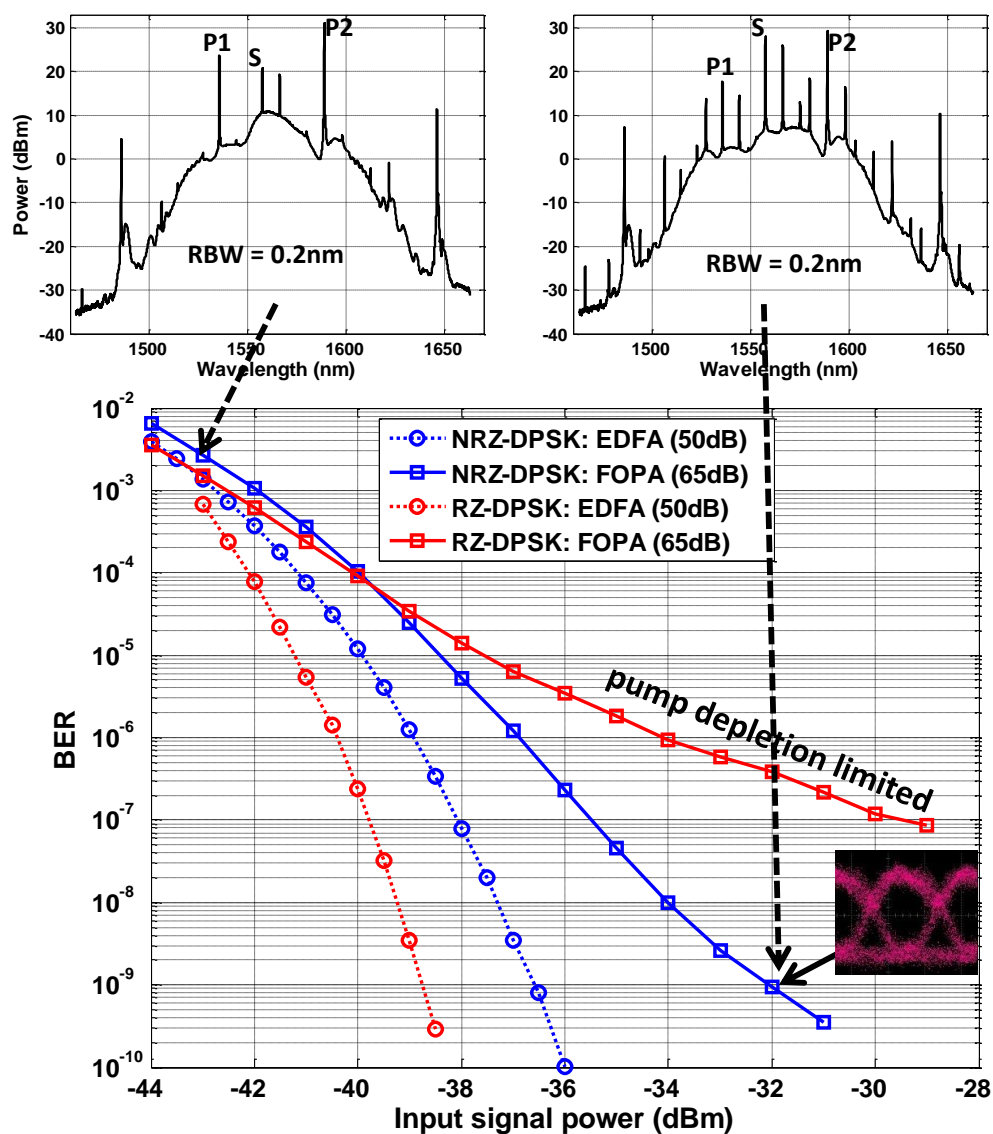 30
20
10
0
-10
-20
-30
-40
Power (dBm)
P1
S
P2
RBW = 0.2nm
1500
1550
1600
1650
Wavelength (nm)
30
20
10
0
-10
-20
-30
-40
S
P1
P2
RBW = 0.2nm
1500
1550
1600
1650
Wavelength (nm)
10^-2
10^-3
10^-4
10^-5
10^-6
10^-7
10^-8
10^-9
10^-10
BER
NRZ-DPSK: EDFA (50dB)
NRZ-DPSK: FOPA (65dB)
RZ-DPSK: EDFA (50dB)
RZ-DPSK: FOPA (65dB)
pump depletion limited
-44
-42
-40
-38
-36
-34
-32
-30
-28
Input signal power (dBm)